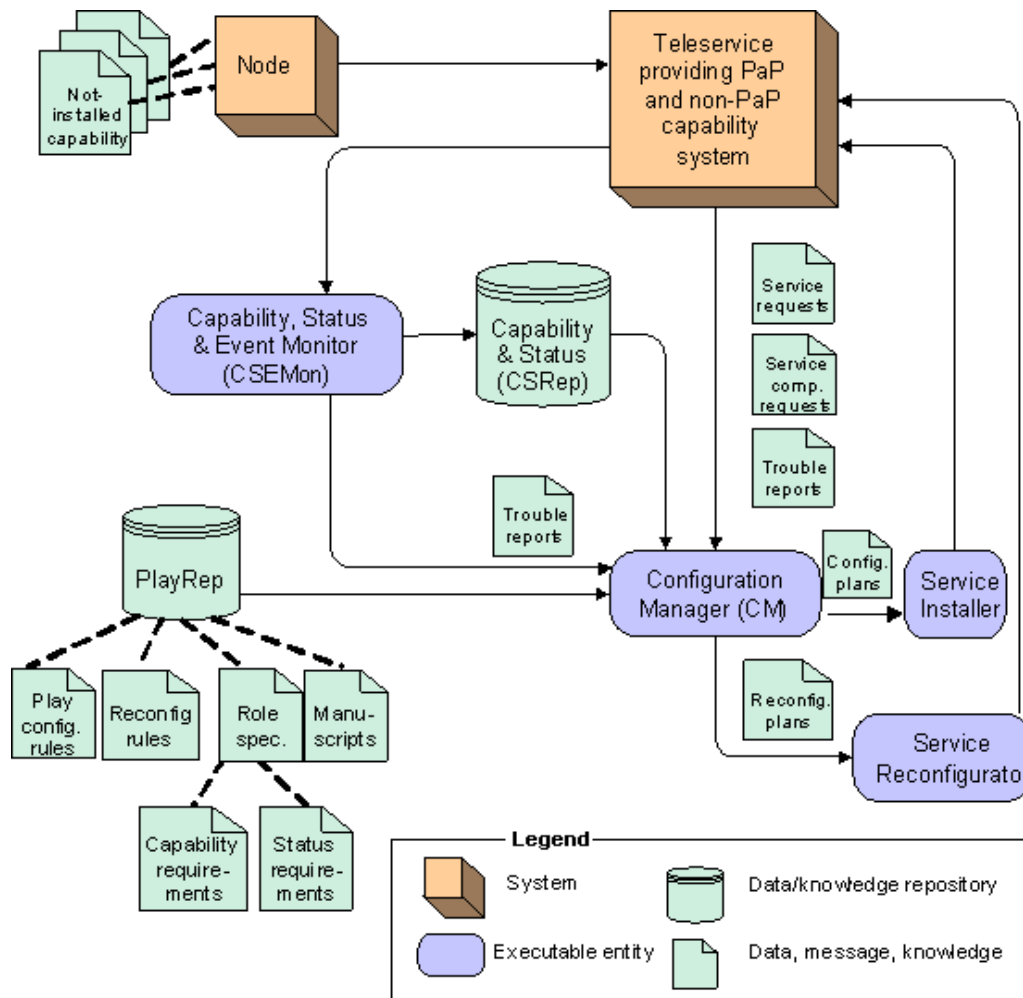 Not-
installed
capability
Node
Teleservice
providing PaP
and non-PaP
capability
system
Capability, Status
& Event Monitor
(CSEMon)
Capability
& Status
(CSRep)
Service
requests
Service
comp.
requests
Trouble
reports
Trouble
reports
PlayRep
Configuration
Manager (CM)
Config.
plans
Service
Installer
Play
config.
rules
Reconfig
rules
Role
spec.
Manu-
scripts
Reconfig.
plans
Service
Reconfigurato
Capability
require-
ments
Status
require-
ments
Legend
System
Data/knowledge repository
Executable entity
Data, message, knowledge